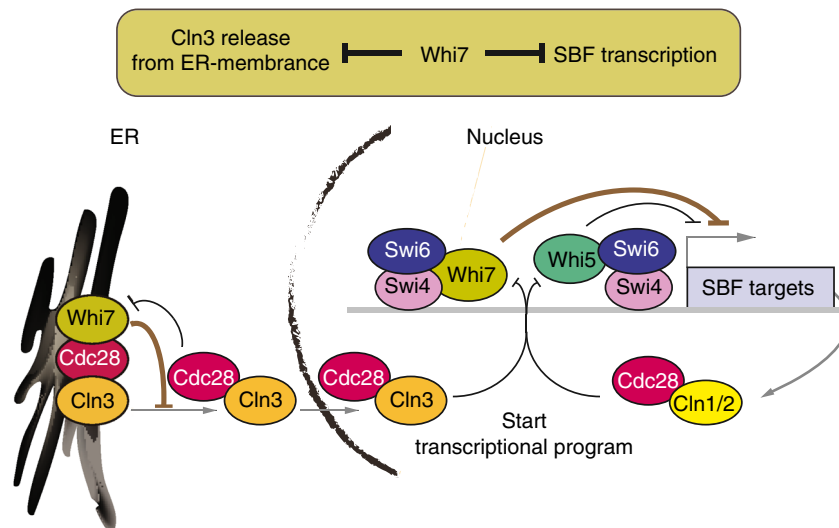 Cln3 release
from ER-membrance
Whi7
SBF transcription
ER
Nucleus
Swi6
Swi4
Whi7
Whi5
Swi6
Swi4
SBF targets
Whi7
Cdc28
Cln3
Cdc28
Cln3
Cdc28
Cln3
Cdc28
Cln1/2
Start
transcriptional program